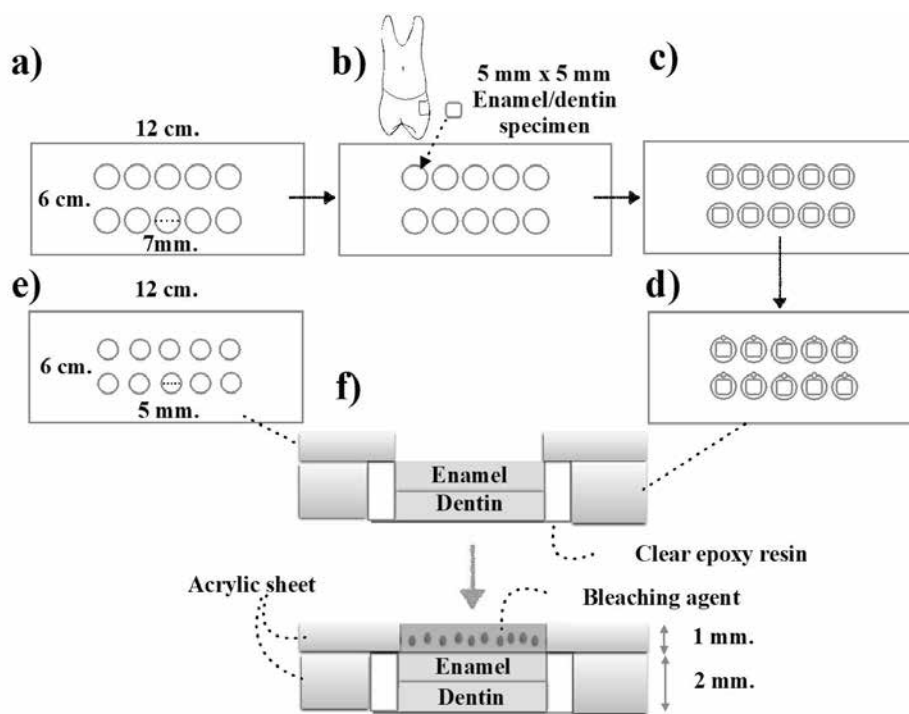 a)
12 cm.
6 cm.
7mm.
b)
5 mm x 5 mm
Enamel/dentin
specimen
c)
d)
e)
12 cm.
6 cm.
5 mm.
f)
Enamel
Dentin
Clear epoxy resin
Acrylic sheet
Bleaching agent
1 mm.
Enamel
2 mm.
Dentin